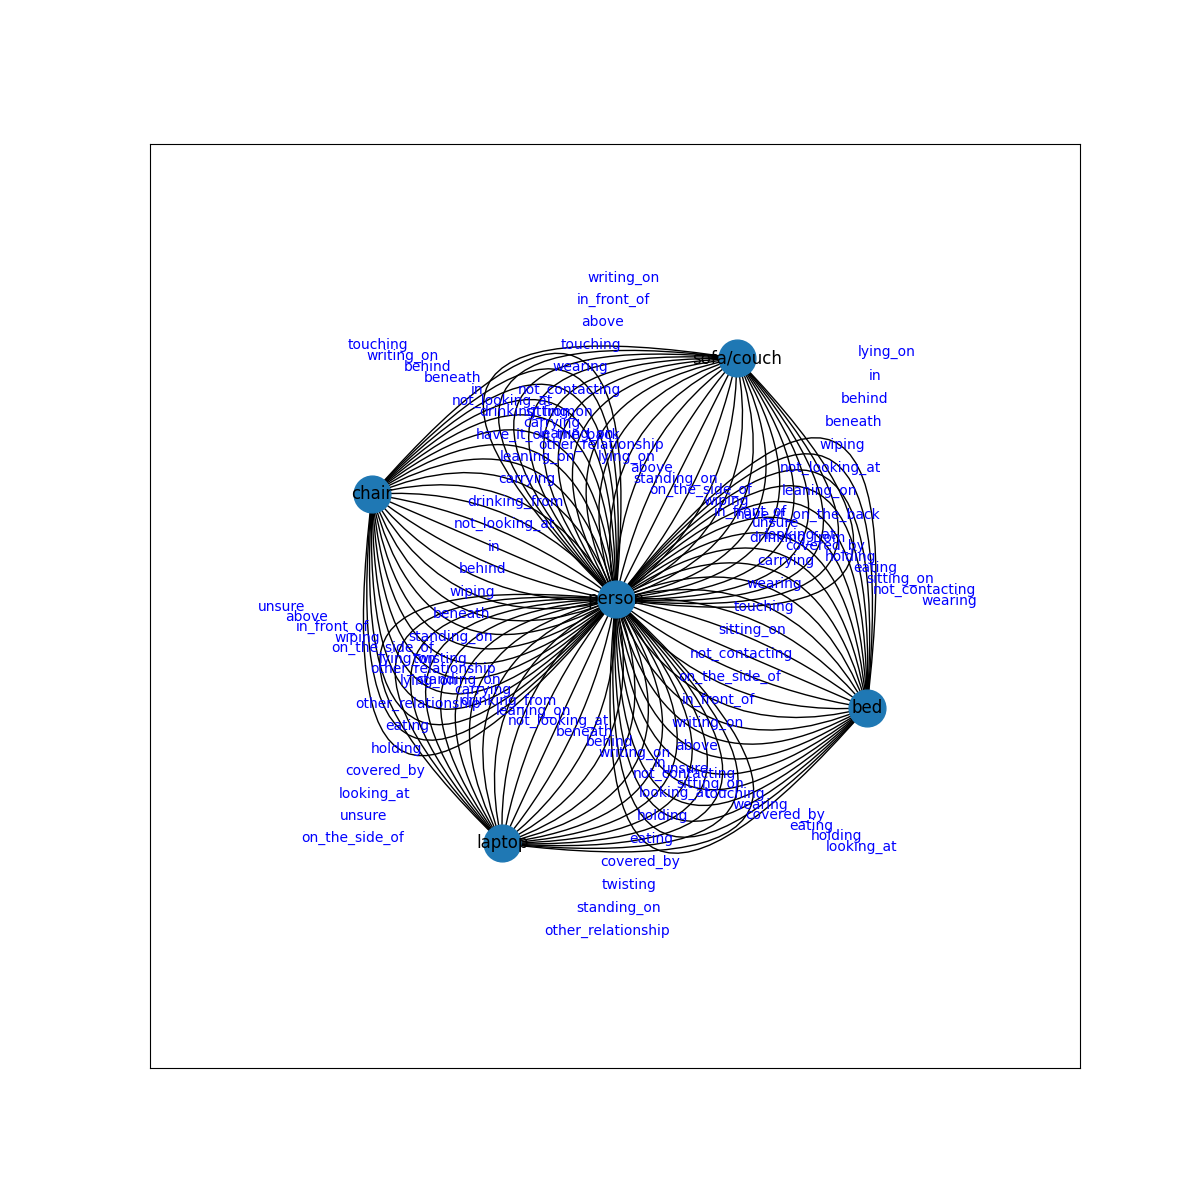 writing_on
in_front_of
above
touching
touching
writing_on
lying_on
sofa/couch
behind
wearing
in
beneath
in
not_contacting
behind
not_looking_at
drinking_from
sitting_on
beneath
carrying
have_it_on_the_back
leaning_on
other_relationship
wiping
leaning_on
lying_on
above
not_looking_at
carrying
standing_on
on_the_side_of
leaning_on
chair
drinking_from
wiping
in_front_of
have_it_on_the_back
not_looking_at
unsure
looking_at
drinking_from
in
covered_by
holding
carrying
behind
eating
sitting_on
wearing
not_contacting
wiping
person
wearing
unsure
touching
above
beneath
in_front_of
sitting_on
wiping
standing_on
on_the_side_of
not_contacting
lying_on
twisting
other_relationship
on_the_side_of
lying_on
standing_on
carrying
in_front_of
other_relationship
drinking_from
bed
leaning_on
not_looking_at
writing_on
eating
beneath
behind
above
holding
writing_on
in
unsure
covered_by
not_contacting
sitting_on
looking_at
looking_at
touching
wearing
unsure
holding
covered_by
eating
on_the_side_of
holding
laptop
eating
looking_at
covered_by
twisting
standing_on
other_relationship